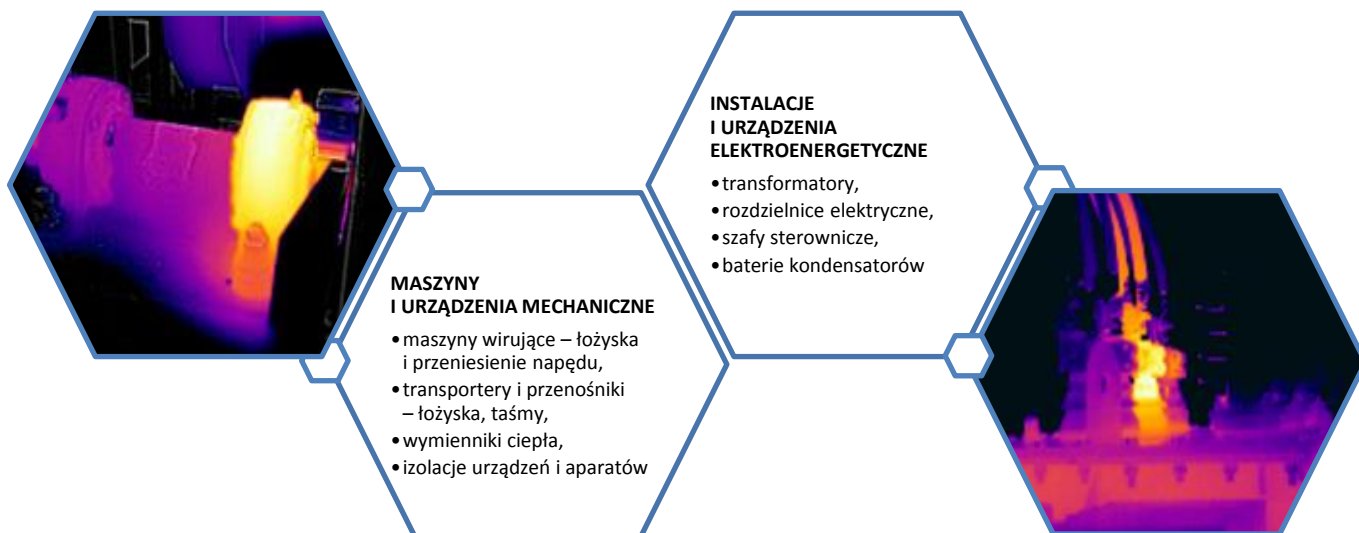 INSTALACJE
I URZĄDZENIA
ELEKTROENERGETYCZNE
•transformatory,
•rozdzielnice elektryczne,
•szafy sterownicze,
•baterie kondensatorów
MASZYNY
I URZĄDZENIA MECHANICZNE
•maszyny wirujące – łożyska
i przeniesienie napędu,
•transportery i przenośniki
– łożyska, taśmy,
•wymienniki ciepła,
•izolacje urządzeń i aparatów